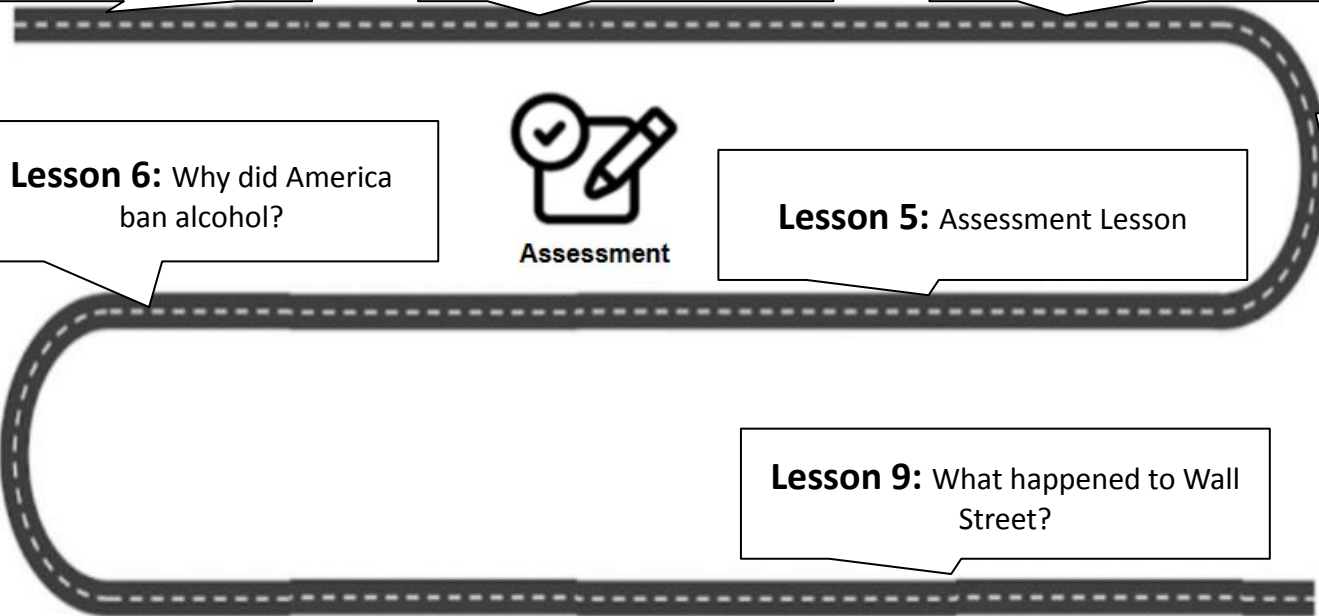 Lesson 6: Why did America
ban alcohol?
Assessment
Lesson 5: Assessment Lesson
Lesson 9: What happened to Wall
Street?